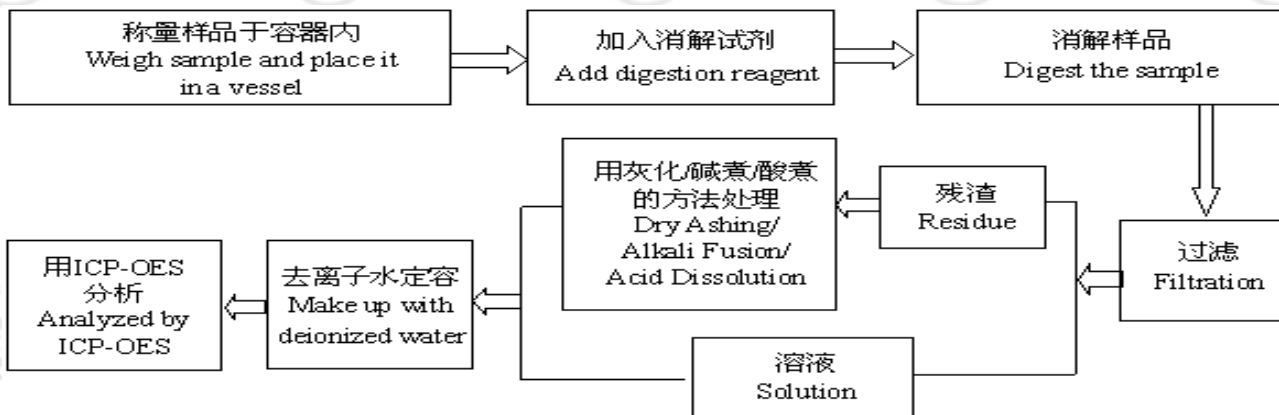 称量样品于容器内
Weigh sample and place it
in a vessel
加入消解试剂
Add digestion reagent
消解样品
Digest the sample
过滤
Filtration
残渣
Residue
溶液
Solution
用灰化/碱煮/酸煮
的方法处理
Dry Ashing/
Alkali Fusion/
Acid Dissolution
去离子水定容
Make up with
deionized water
用ICP-OES
分析
Analyzed by
ICP-OES